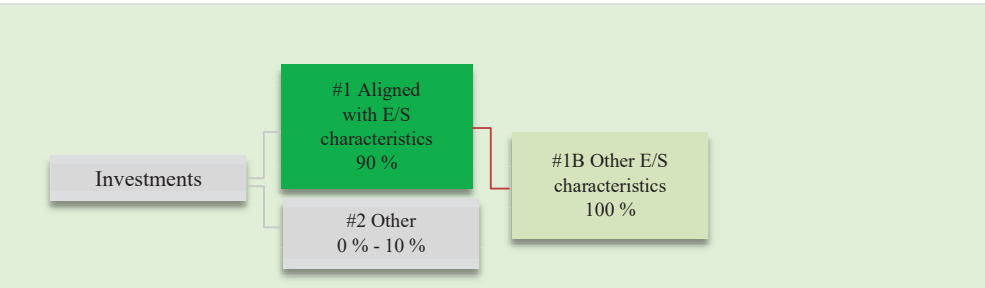 Investments
#1 Aligned
with E/S
characteristics
90 %
#2 Other
0 % - 10 %
#1B Other E/S
characteristics
100 %